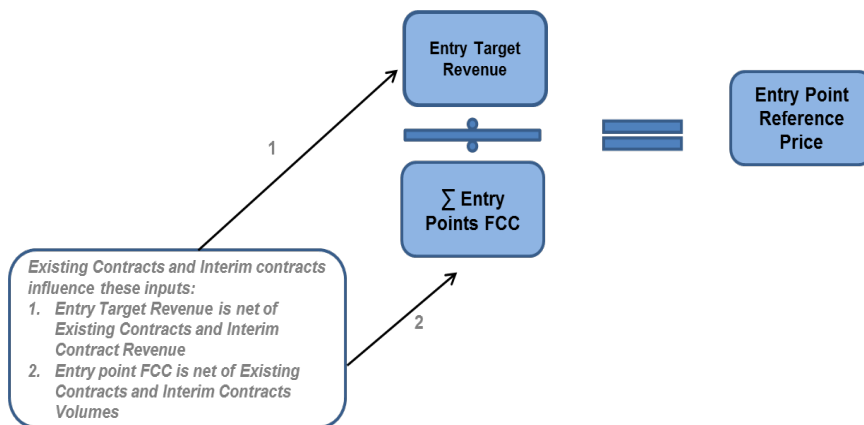 Entry Target
Revenue
Entry Point
Reference
Price
1
∑ Entry
Points FCC
Existing Contracts and Interim contracts
influence these inputs:
1. Entry Target Revenue is net of
Existing Contracts and Interim
Contract Revenue
2. Entry point FCC is net of Existing
Contracts and Interim Contracts
Volumes
2